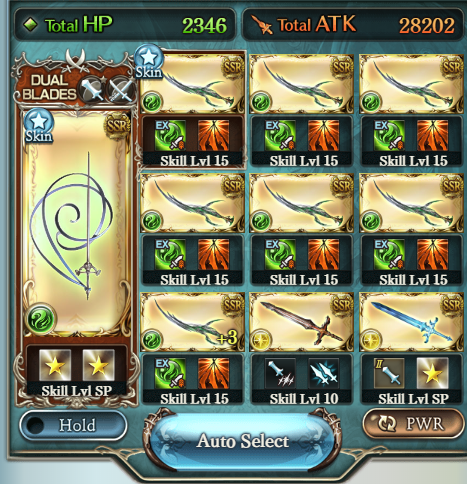 Total HP 2346 Total ATK 28202
DUAL
BLADES
Skin
Skin
SSR
SSR
SSR
SSR
EX
EX
EX
Skill Lvl 15
Skill Lvl 15
Skill Lvl 15
SSR
SSR
SSR
EX
EX
EX
Skill Lvl 15
Skill Lvl 15
Skill Lvl 15
+3
SSR
SSR
SSR
EX
II
Skill Lvl SP
Skill Lvl 15
Skill Lvl 10
Skill Lvl SP
Hold
Auto Select
PWR